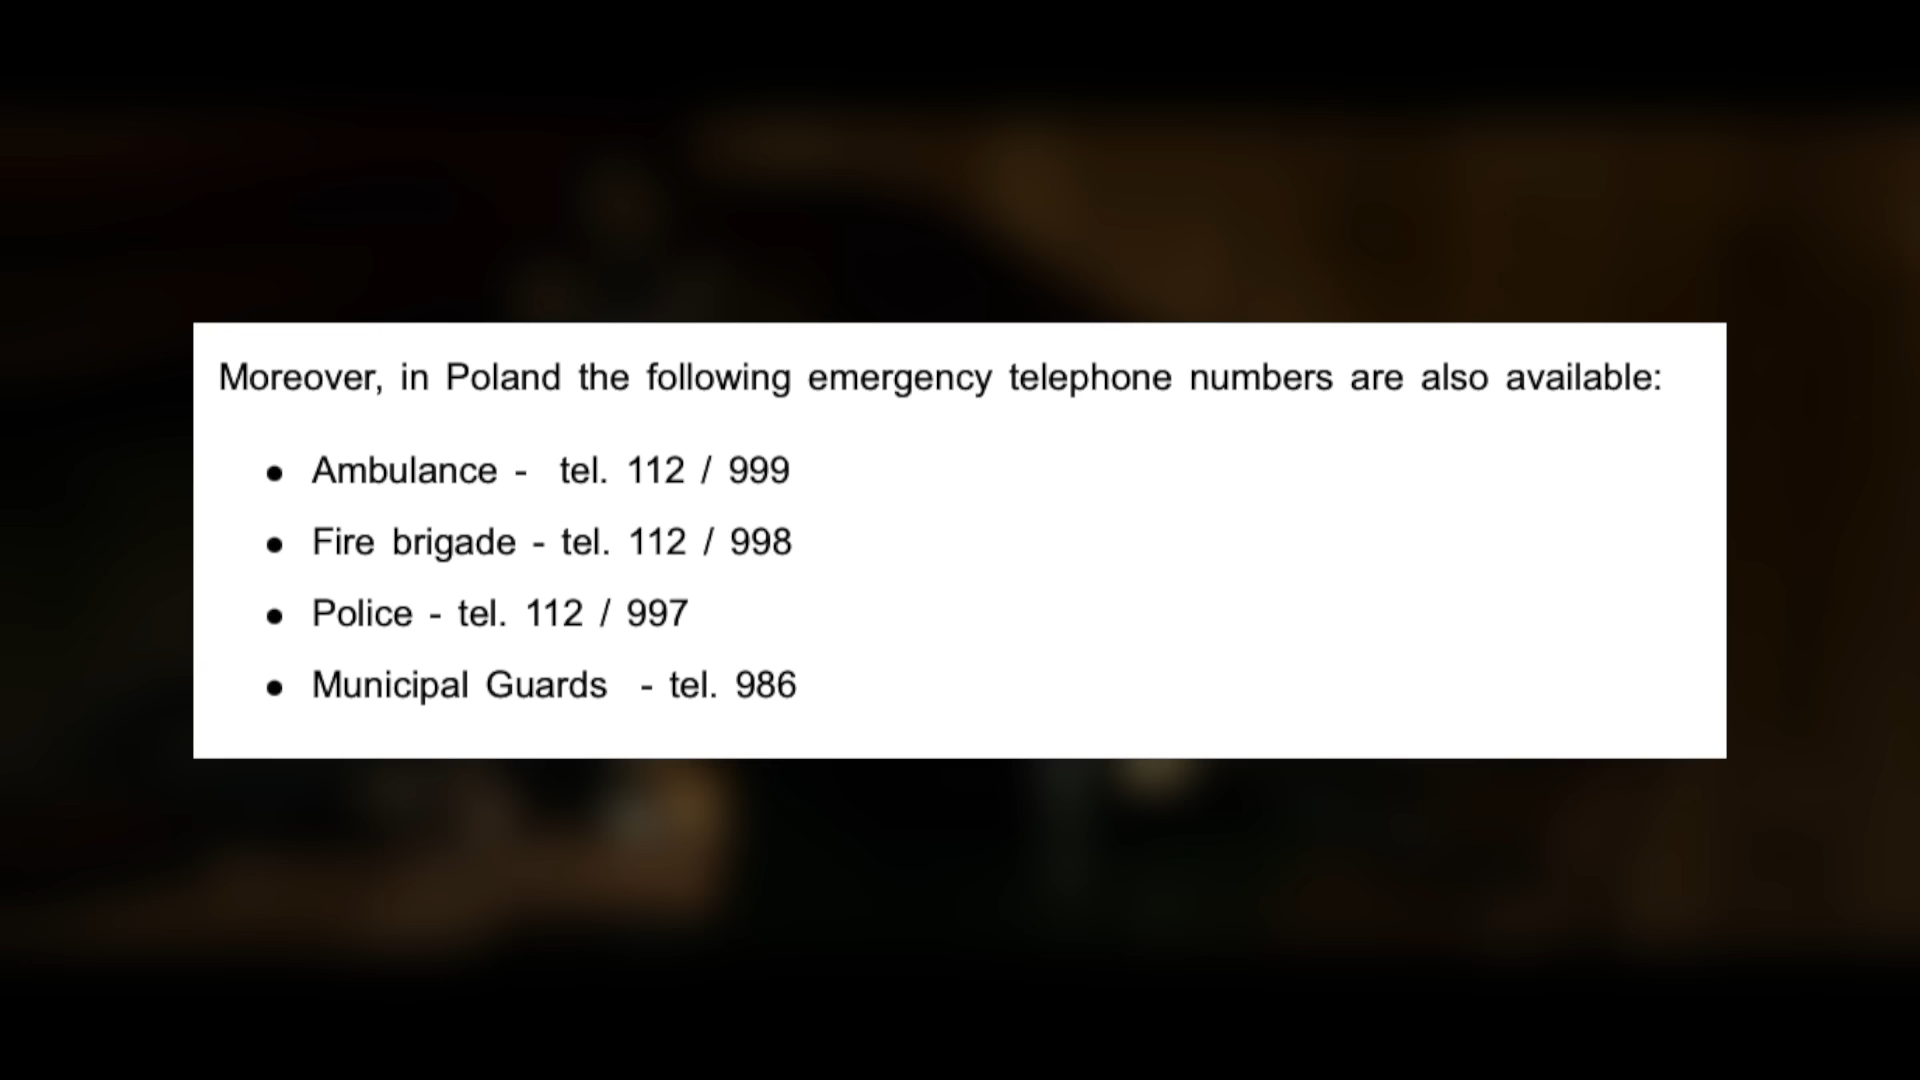 Moreover, in Poland the following emergency telephone numbers are also available:
● Ambulance - tel. 112 / 999
● Fire brigade - tel. 112 / 998
● Police - tel. 112 / 997
● Municipal Guards - tel. 986